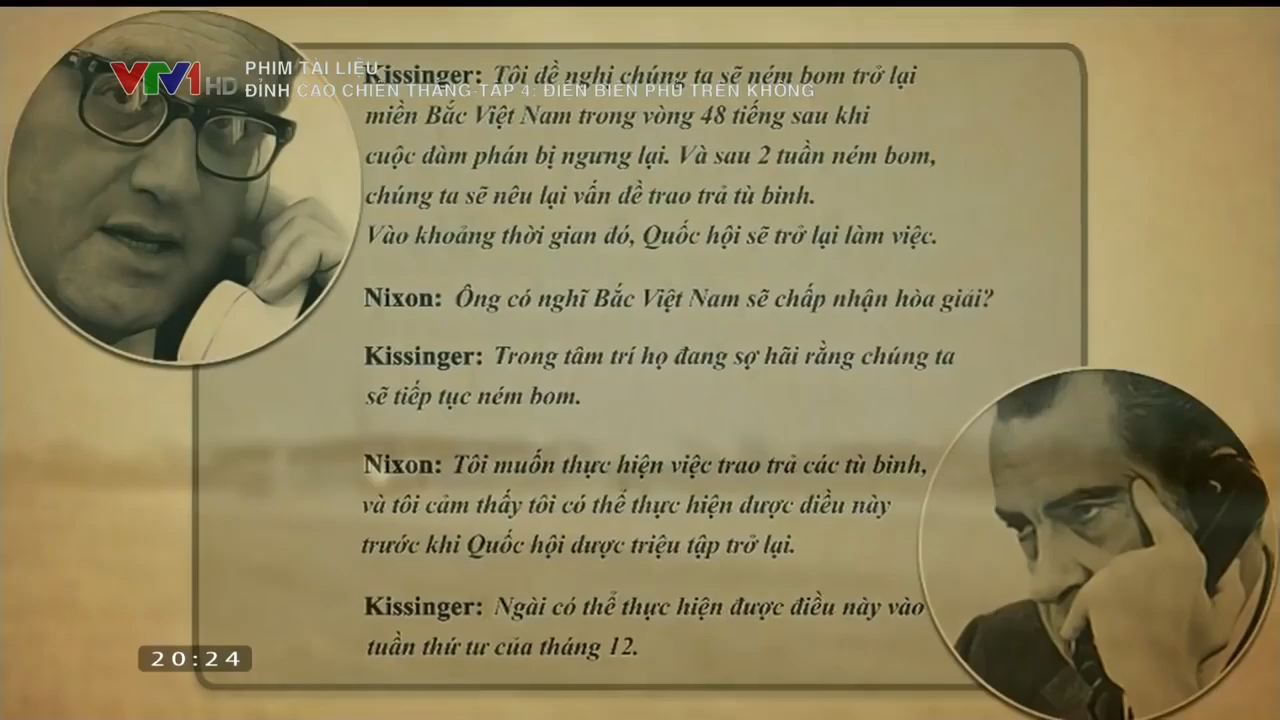 VTV1 HD
PHIM TÀI LIỆU
ĐỈNH CAO CHIẾN THẮNG-TẬP 4: ĐIỆN BIÊN PHỦ TRÊN KHÔNG
Kissinger: Tôi đề nghị chúng ta sẽ ném bom trở lại
miền Bắc Việt Nam trong vòng 48 tiếng sau khi
cuộc đàm phán bị ngưng lại. Và sau 2 tuần ném bom,
chúng ta sẽ nêu lại vấn đề trao trả tù binh.
Vào khoảng thời gian đó, Quốc hội sẽ trở lại làm việc.
Nixon: Ông có nghĩ Bắc Việt Nam sẽ chấp nhận hòa giải?
Kissinger: Trong tâm trí họ đang sợ hãi rằng chúng ta
sẽ tiếp tục ném bom.
Nixon: Tôi muốn thực hiện việc trao trả các tù binh,
và tôi cảm thấy tôi có thể thực hiện được điều này
trước khi Quốc hội được triệu tập trở lại.
Kissinger: Ngài có thể thực hiện được điều này vào
tuần thứ tư của tháng 12.
20:24